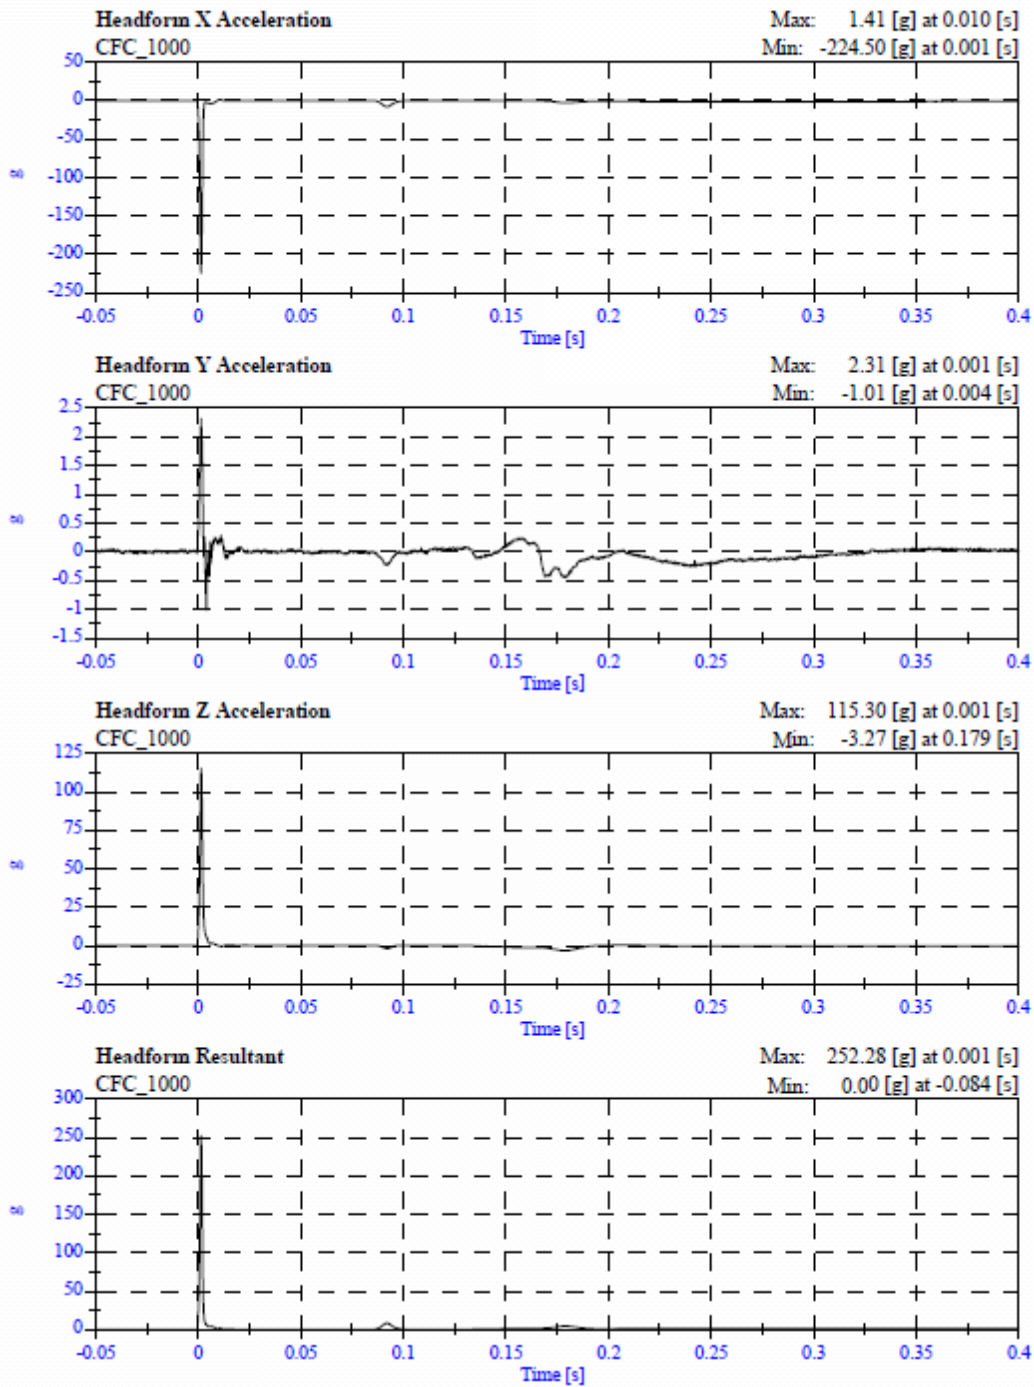 Headform X Acceleration Max: 1.41 [g] at 0.010 [s]
CFC_1000 Min: -224.50 [g] at 0.001 [s]
50
0
-50
-100
-150
-200
-250
g
-0.05 0 0.05 0.1 0.15 0.2 0.25 0.3 0.35 0.4
Time [s]
Headform Y Acceleration Max: 2.31 [g] at 0.001 [s]
CFC_1000 Min: -1.01 [g] at 0.004 [s]
2.5
2
1.5
1
0.5
0
-0.5
-1
-1.5
g
-0.05 0 0.05 0.1 0.15 0.2 0.25 0.3 0.35 0.4
Time [s]
Headform Z Acceleration Max: 115.30 [g] at 0.001 [s]
CFC_1000 Min: -3.27 [g] at 0.179 [s]
125
100
75
50
25
0
-25
g
-0.05 0 0.05 0.1 0.15 0.2 0.25 0.3 0.35 0.4
Time [s]
Headform Resultant Max: 252.28 [g] at 0.001 [s]
CFC_1000 Min: 0.00 [g] at -0.084 [s]
300
250
200
150
100
50
0
g
-0.05 0 0.05 0.1 0.15 0.2 0.25 0.3 0.35 0.4
Time [s]